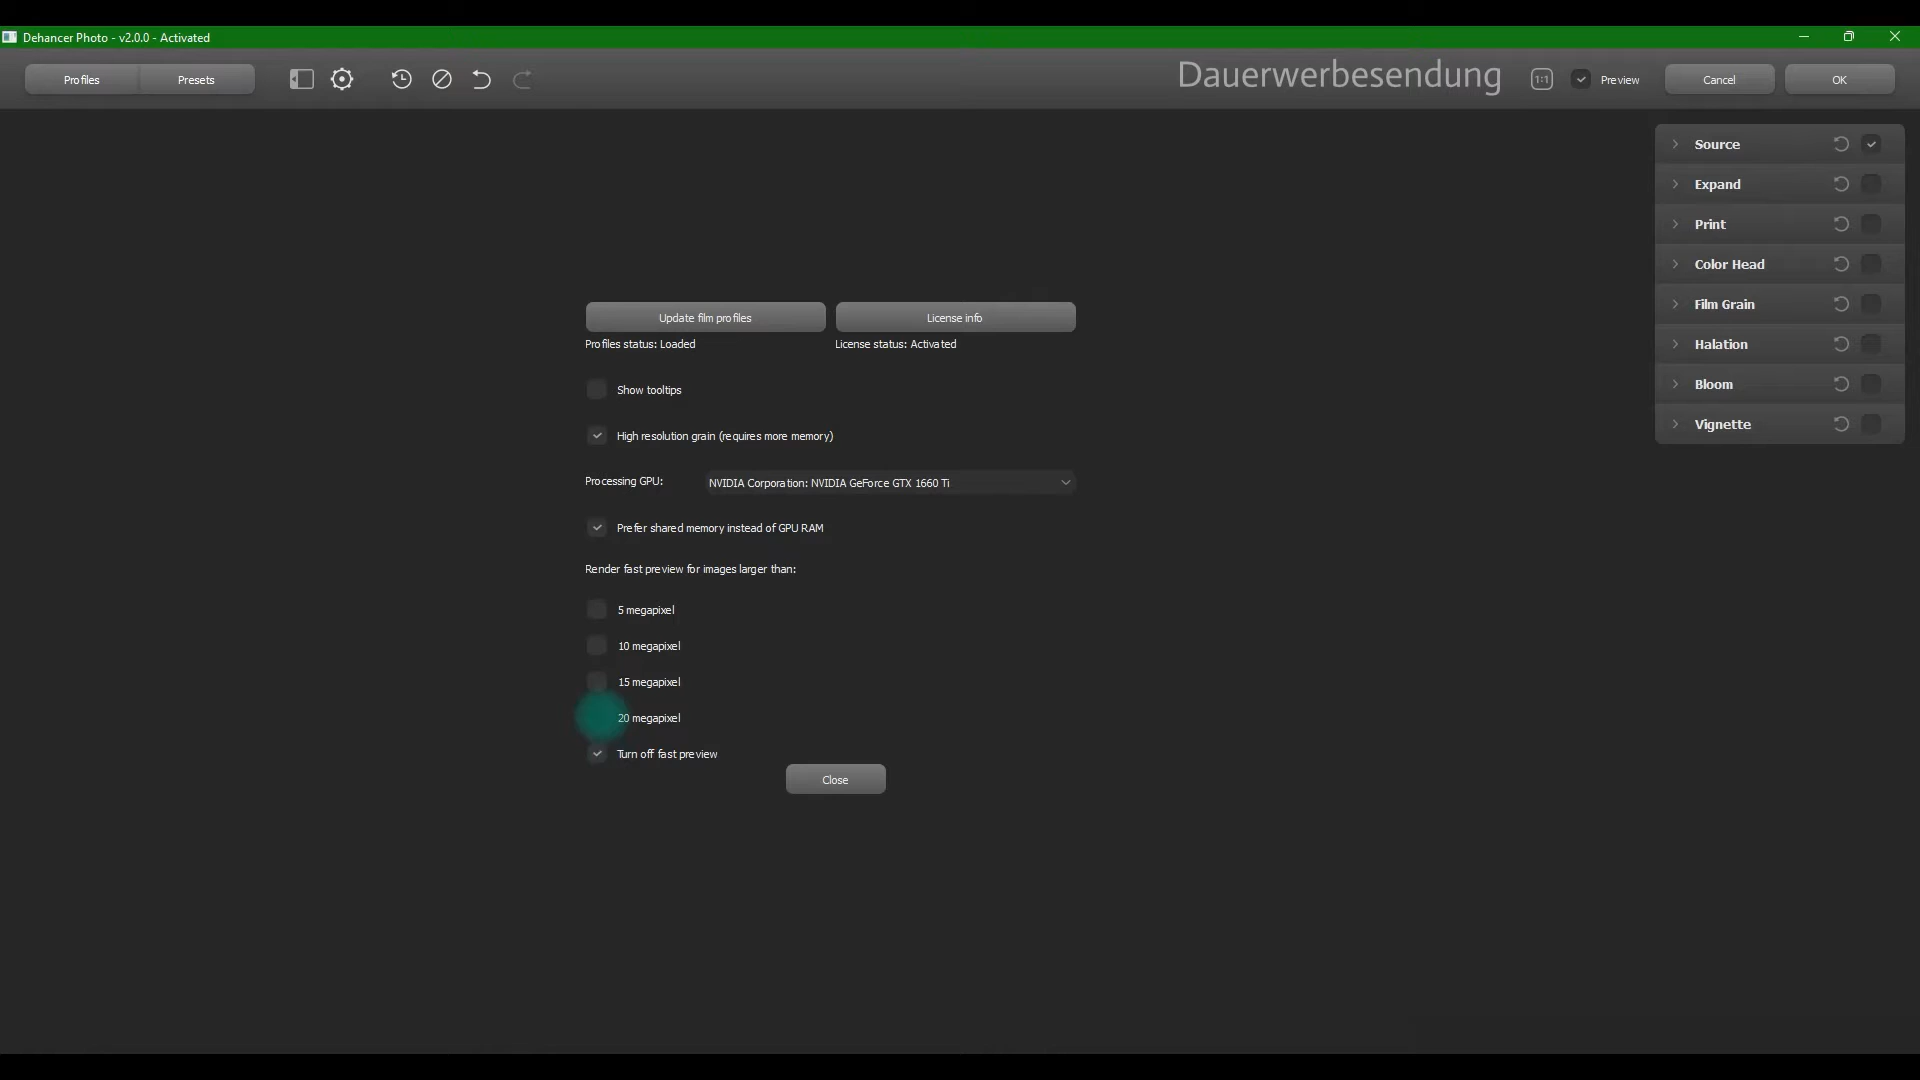 Dehancer Photo - v2.0.0 - Activated
Profiles Presets
Dauerwerbesendung
1:1 Preview Cancel OK
Source
Expand
Print
Color Head
Film Grain
Halation
Bloom
Vignette
Update film profiles License info
Profiles status: Loaded License status: Activated
Show tooltips
High resolution grain (requires more memory)
Processing GPU: NVIDIA Corporation: NVIDIA GeForce GTX 1660 Ti
Prefer shared memory instead of GPU RAM
Render fast preview for images larger than:
5 megapixel
10 megapixel
15 megapixel
20 megapixel
Turn off fast preview
Close